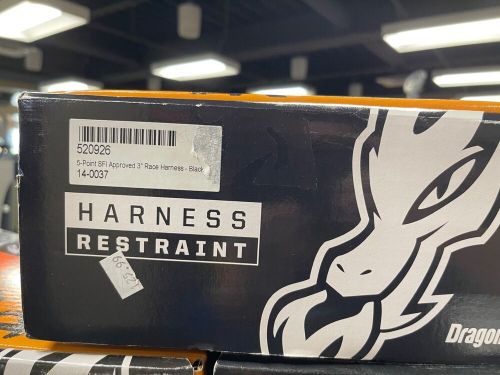 520926
5-Point SFI Approved 3" Race Harness - Black
14-0037
HARNESS
RESTRAINT
Dragon